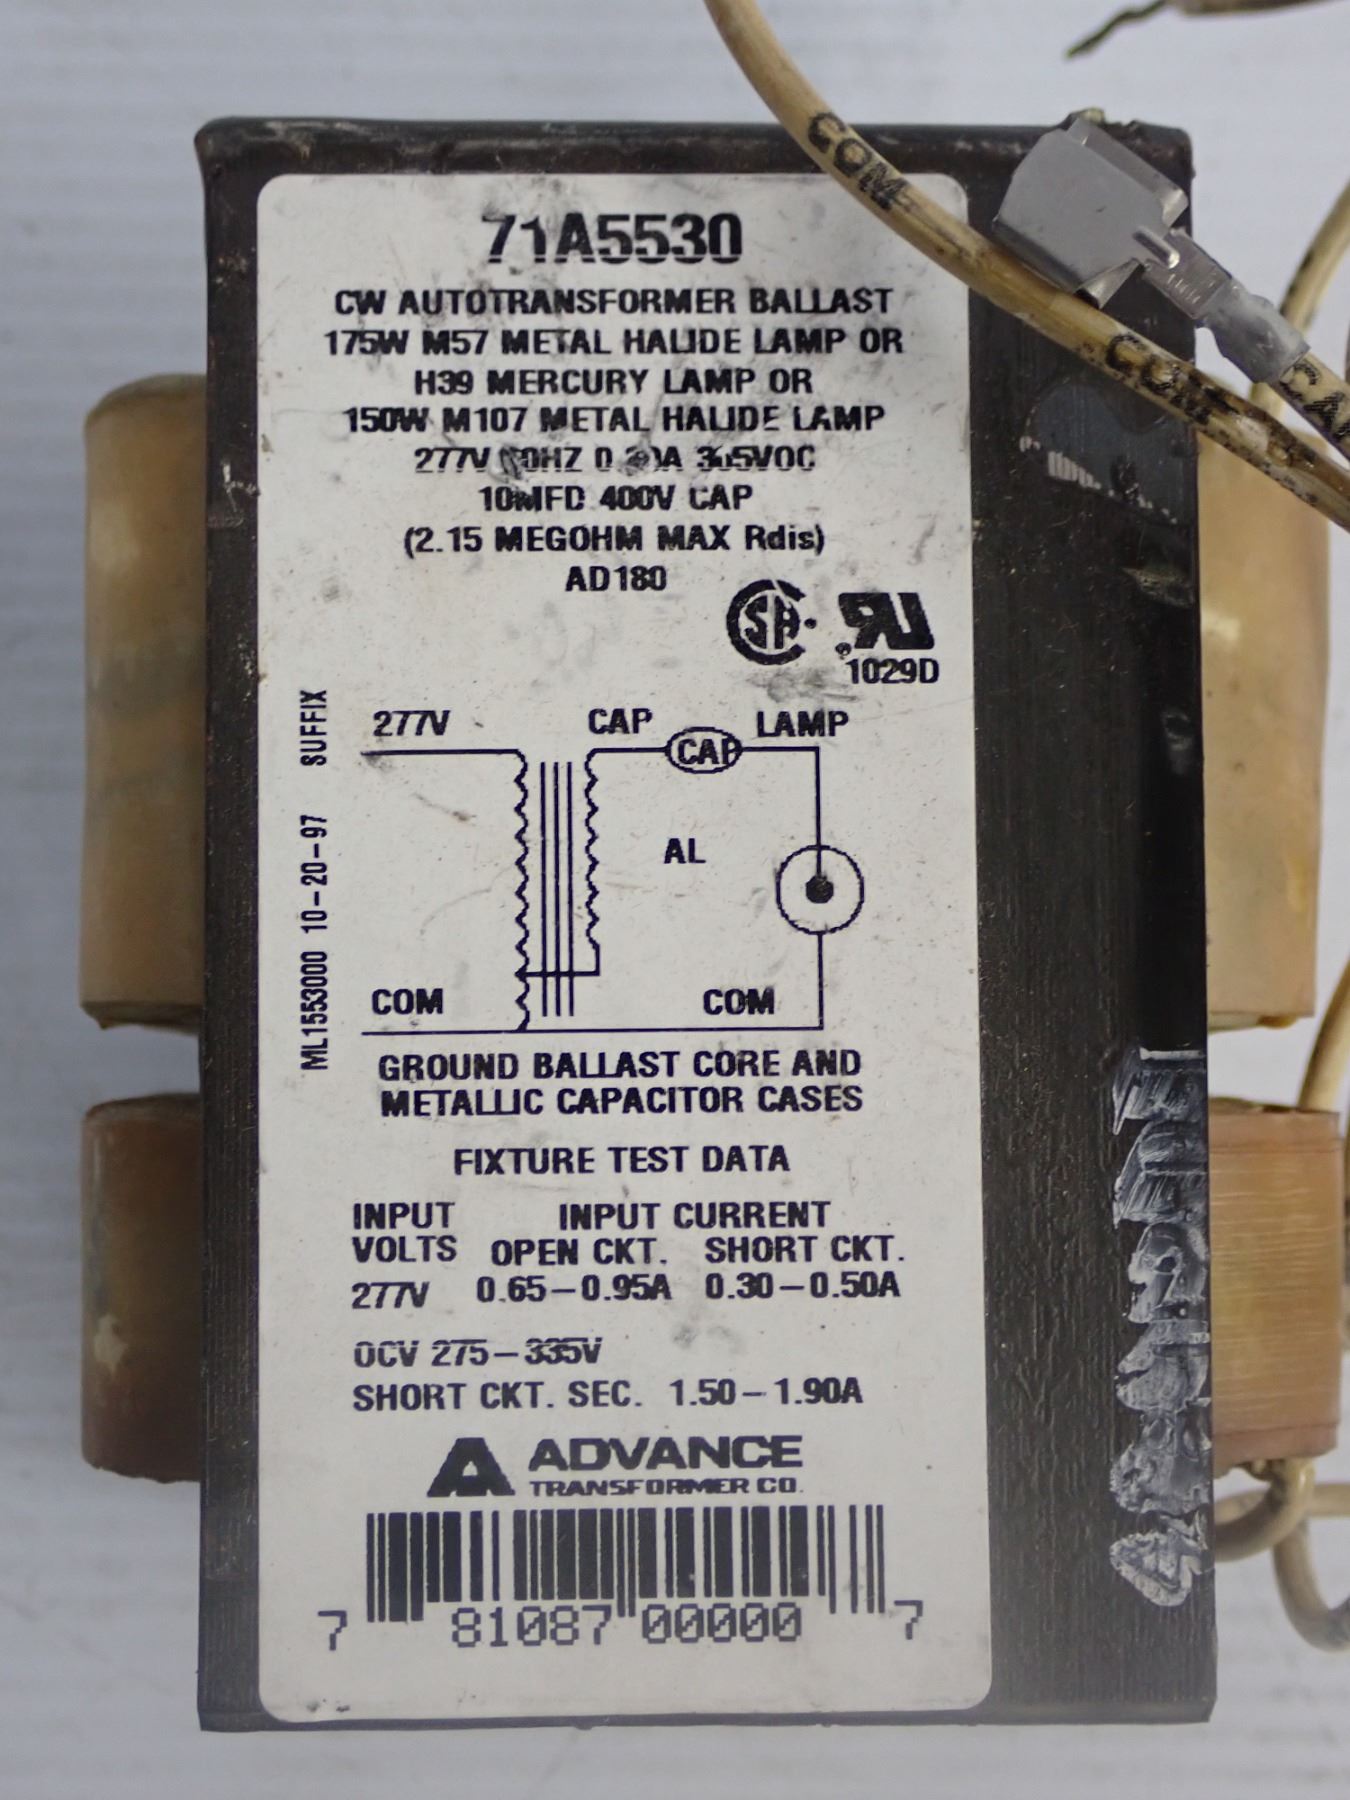 71A5530
CW AUTOTRANSFORMER BALLAST
175W M57 METAL HALIDE LAMP OR
H39 MERCURY LAMP OR
150W M107 METAL HALIDE LAMP
277V
10MFD 400V CAP
(2.15 MEGOHM MAX Rdis)
AD180
SA
1029D
ML1553000 10-20-97 SUFFIX
277V CAP LAMP
CAP
AL
COM COM
GROUND BALLAST CORE AND
METALLIC CAPACITOR CASES
FIXTURE TEST DATA
INPUT INPUT CURRENT
VOLTS OPEN CKT. SHORT CKT.
277V 0.65-0.95A 0.30-0.50A
OCV 275-335V
SHORT CKT. SEC. 1.50-1.90A
A ADVANCE
TRANSFORMER CO.
7 81087 00000 7
COM
COM